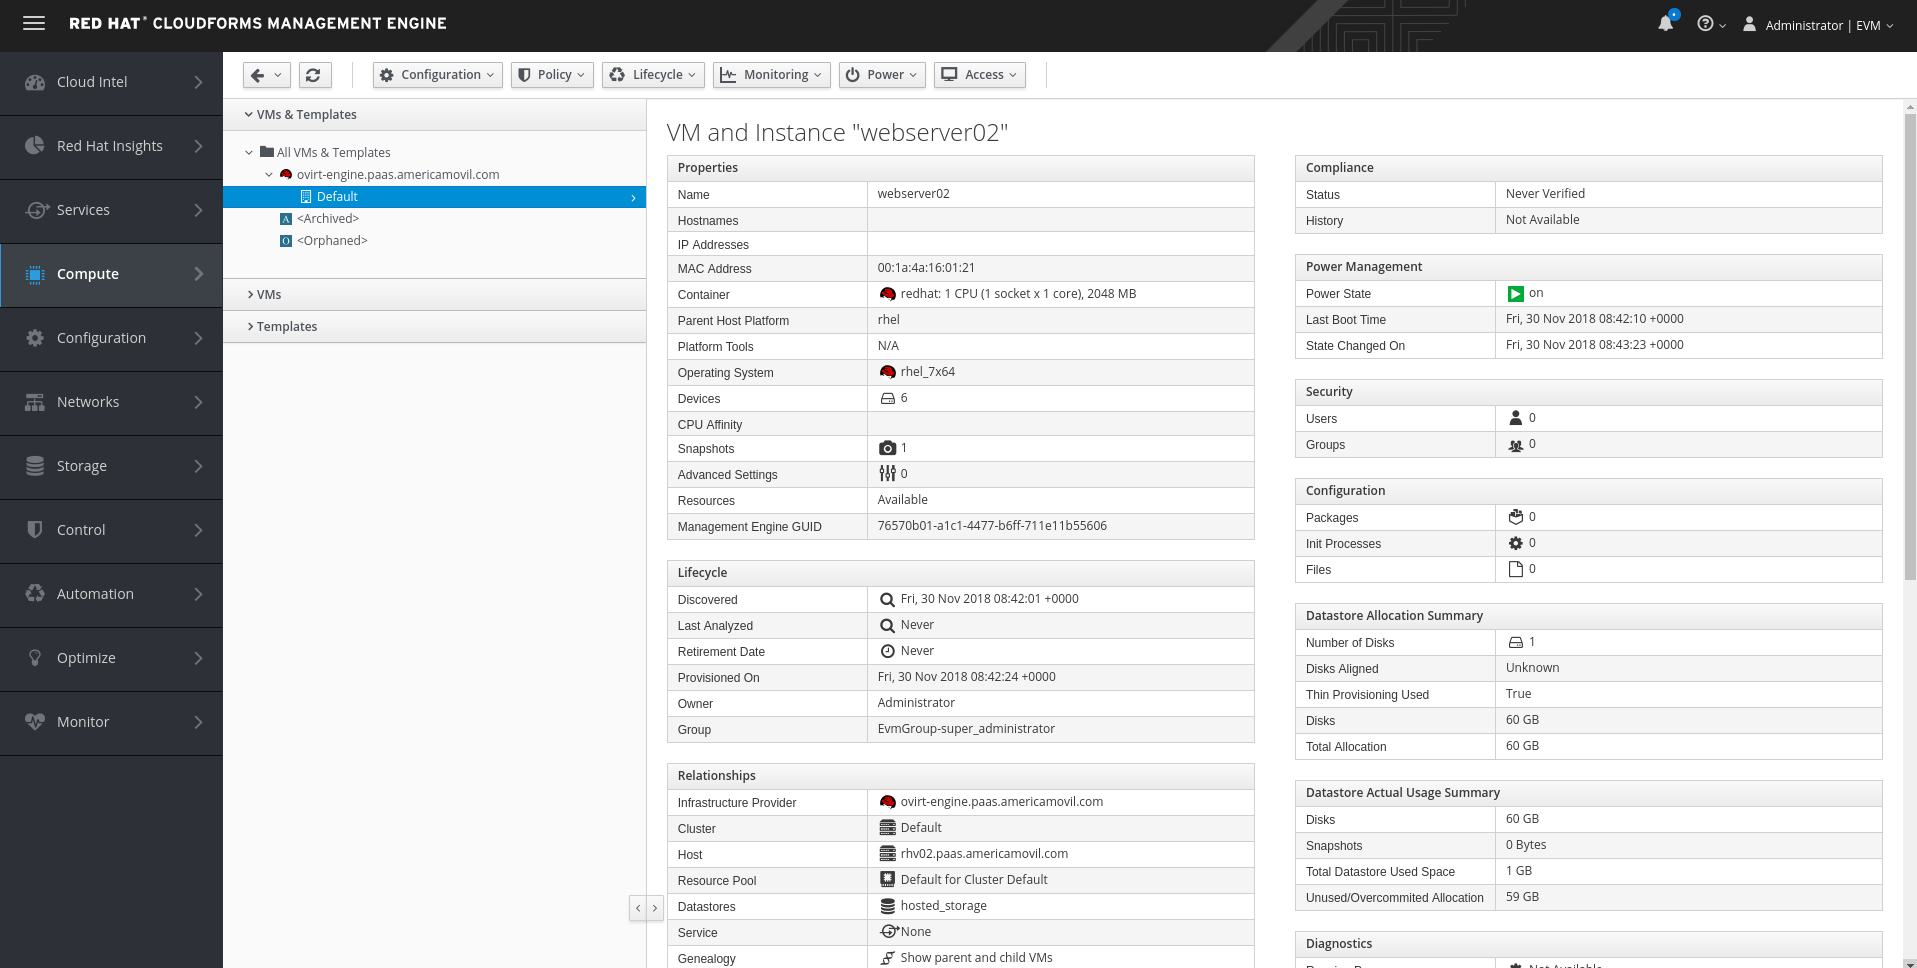 RED HAT® CLOUDFORMS MANAGEMENT ENGINE
Administrator | EVM
Cloud Intel
Red Hat Insights
Services
Compute
Configuration
Networks
Storage
Control
Automation
Optimize
Monitor
Configuration Policy Lifecycle Monitoring Power Access
VMs & Templates
All VMs & Templates
ovirt-engine.paas.americamovil.com
Default
A <Archived>
O <Orphaned>
VMs
Templates
VM and Instance "webserver02"
Properties
Name webserver02
Hostnames
IP Addresses
MAC Address 00:1a:4a:16:01:21
Container redhat: 1 CPU (1 socket x 1 core), 2048 MB
Parent Host Platform rhel
Platform Tools N/A
Operating System rhel_7x64
Devices 6
CPU Affinity
Snapshots 1
Advanced Settings 0
Resources Available
Management Engine GUID 76570b01-a1c1-4477-b6ff-711e11b55606
Lifecycle
Discovered Fri, 30 Nov 2018 08:42:01 +0000
Last Analyzed Never
Retirement Date Never
Provisioned On Fri, 30 Nov 2018 08:42:24 +0000
Owner Administrator
Group EvmGroup-super_administrator
Relationships
Infrastructure Provider ovirt-engine.paas.americamovil.com
Cluster Default
Host rhv02.paas.americamovil.com
Resource Pool Default for Cluster Default
Datastores hosted_storage
Service None
Genealogy Show parent and child VMs
Compliance
Status Never Verified
History Not Available
Power Management
Power State on
Last Boot Time Fri, 30 Nov 2018 08:42:10 +0000
State Changed On Fri, 30 Nov 2018 08:43:23 +0000
Security
Users 0
Groups 0
Configuration
Packages 0
Init Processes 0
Files 0
Datastore Allocation Summary
Number of Disks 1
Disks Aligned Unknown
Thin Provisioning Used True
Disks 60 GB
Total Allocation 60 GB
Datastore Actual Usage Summary
Disks 60 GB
Snapshots 0 Bytes
Total Datastore Used Space 1 GB
Unused/Overcommited Allocation 59 GB
Diagnostics